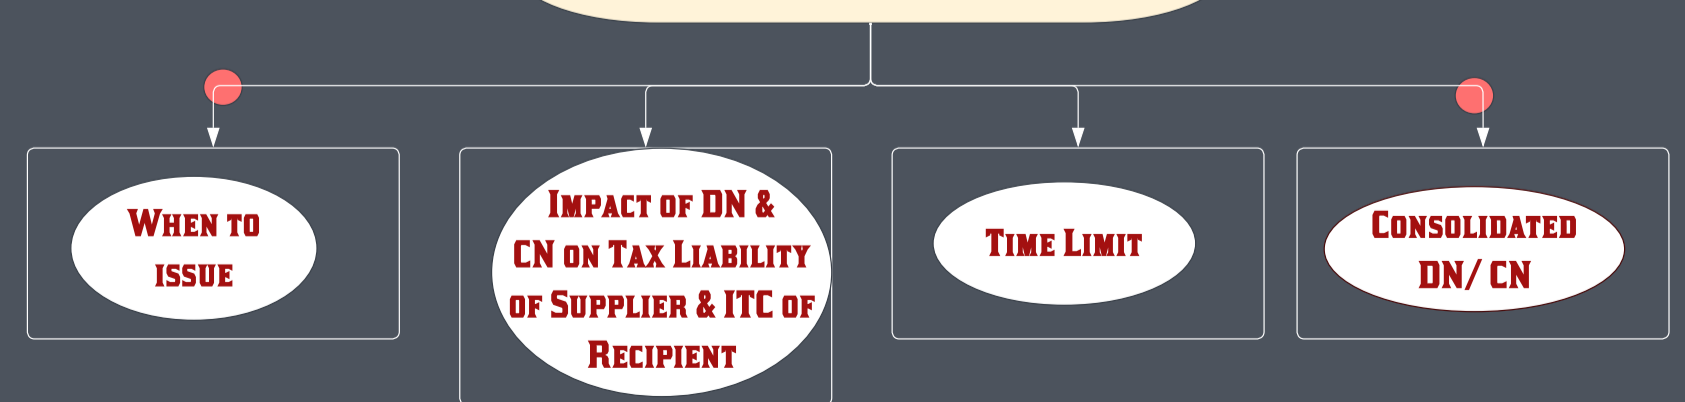 When to
issue
Impact of DN &
CN on Tax Liability
of Supplier & ITC of
Recipient
Time Limit
Consolidated
DN/ CN